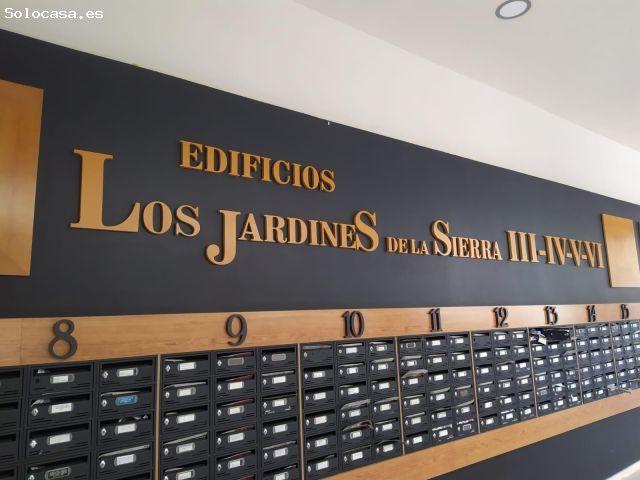 Solocasa.es
EDIFICIOS
LOS JARDINES DE LA SIERRA III-IV-V-VI
8 9 10 11 12 13 14 15